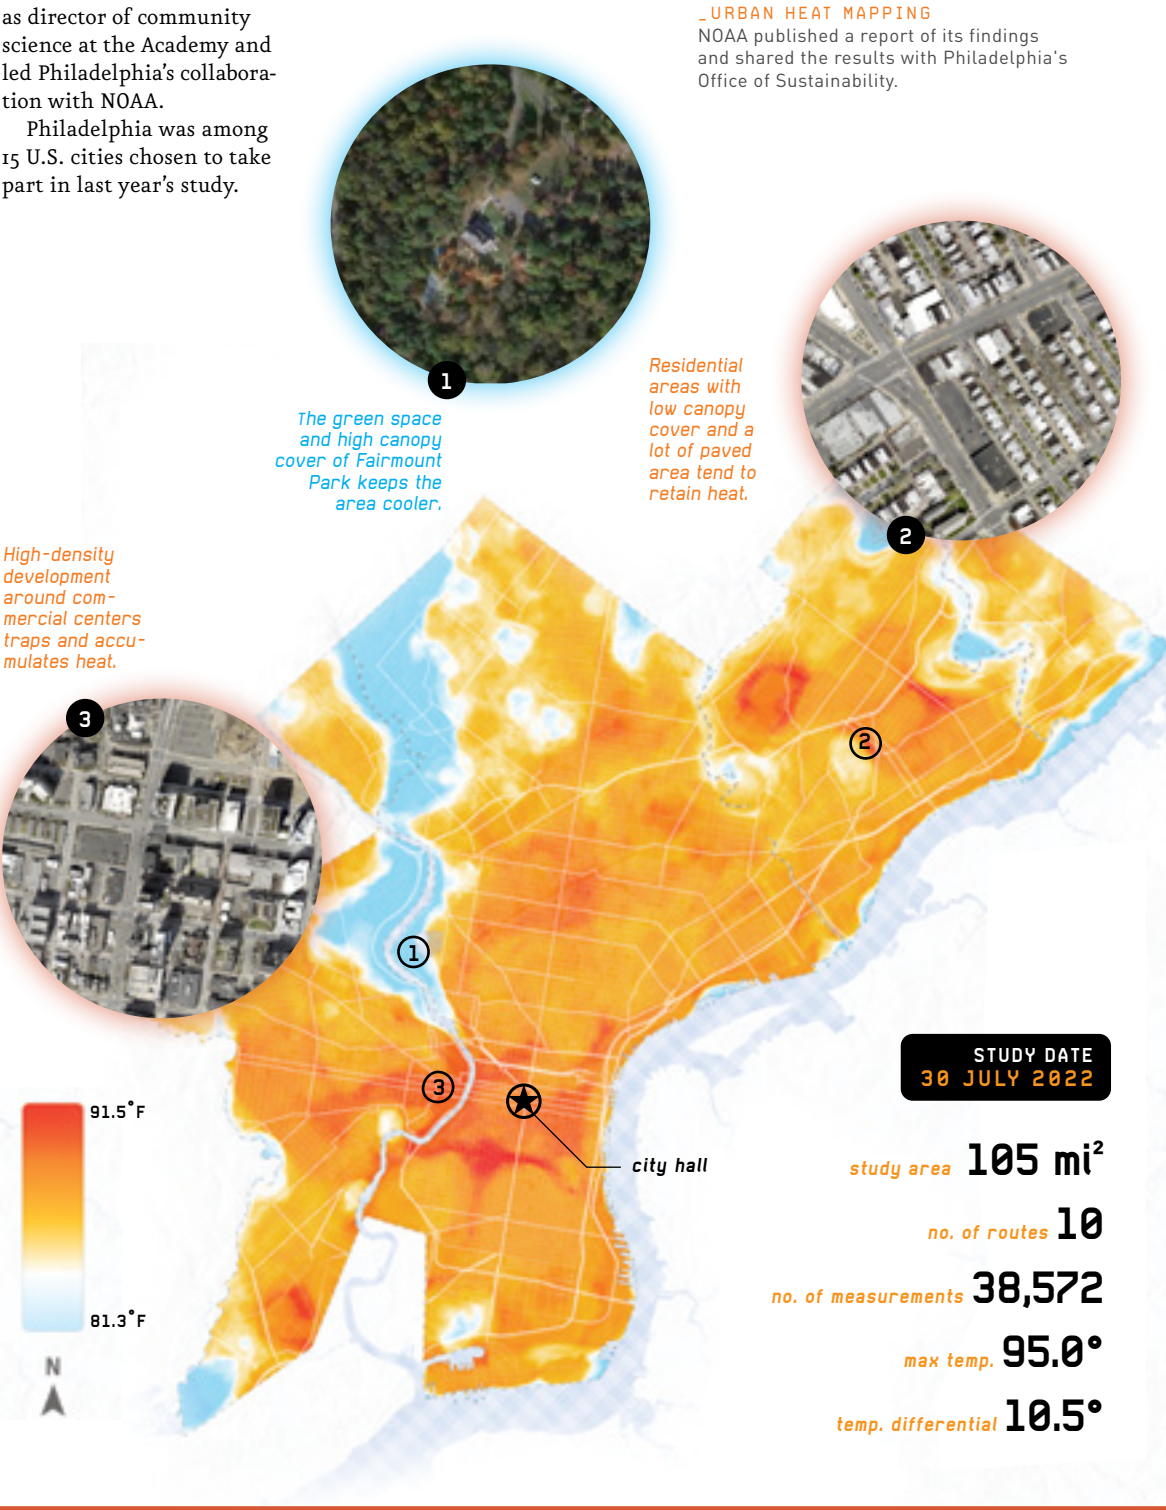 as director of community
science at the Academy and
led Philadelphia's collabora-
tion with NOAA.
Philadelphia was among
15 U.S. cities chosen to take
part in last year's study.
_URBAN HEAT MAPPING
NOAA published a report of its findings
and shared the results with Philadelphia's
Office of Sustainability.
1
The green space
and high canopy
cover of Fairmount
Park keeps the
area cooler.
Residential
areas with
low canopy
cover and a
lot of paved
area tend to
retain heat.
2
High-density
development
around com-
mercial centers
traps and accu-
mulates heat.
3
2
1
3
city hall
91.5°F
81.3°F
N
STUDY DATE
30 JULY 2022
study area 105 mi²
no. of routes 10
no. of measurements 38,572
max temp. 95.0°
temp. differential 10.5°